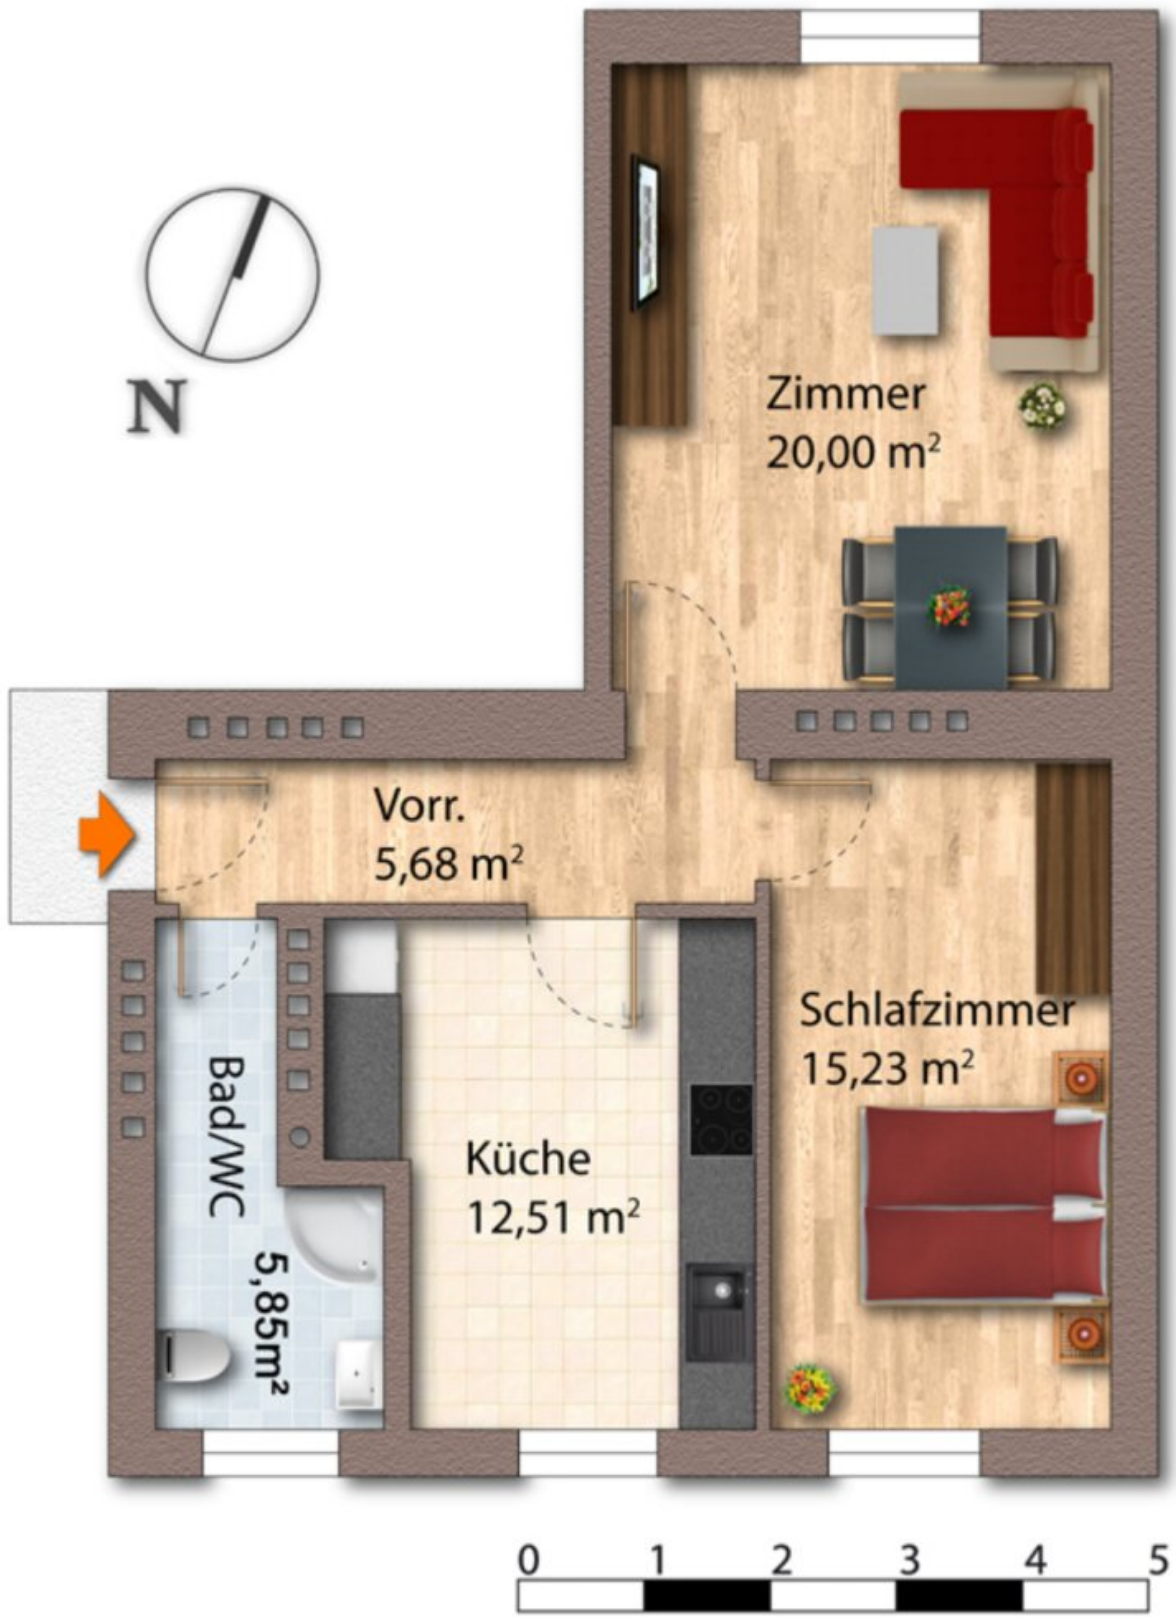 N
Zimmer
20,00 m²
Vorr.
5,68 m²
Schlafzimmer
15,23 m²
Bad/WC
5,85m²
Küche
12,51 m²
0 1 2 3 4 5